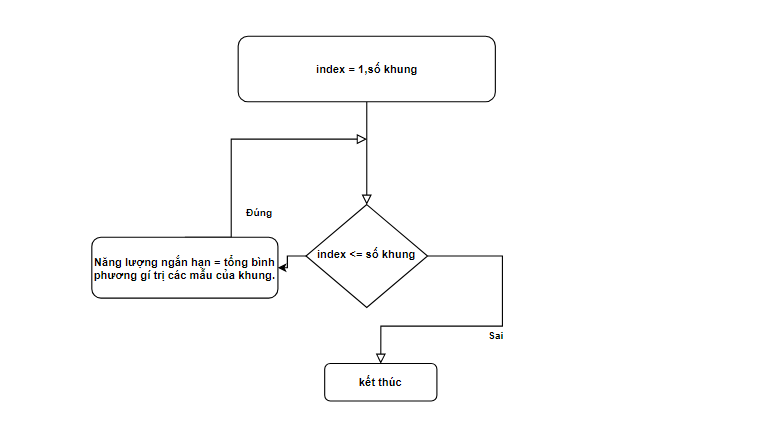 index = 1,số khung
Đúng
Năng lượng ngắn hạn = tổng bình
phương gí trị các mẫu của khung.
index <= số khung
Sai
kết thúc